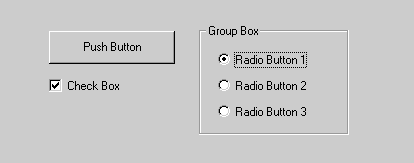 Push Button
Check Box
Group Box
Radio Button 1
Radio Button 2
Radio Button 3